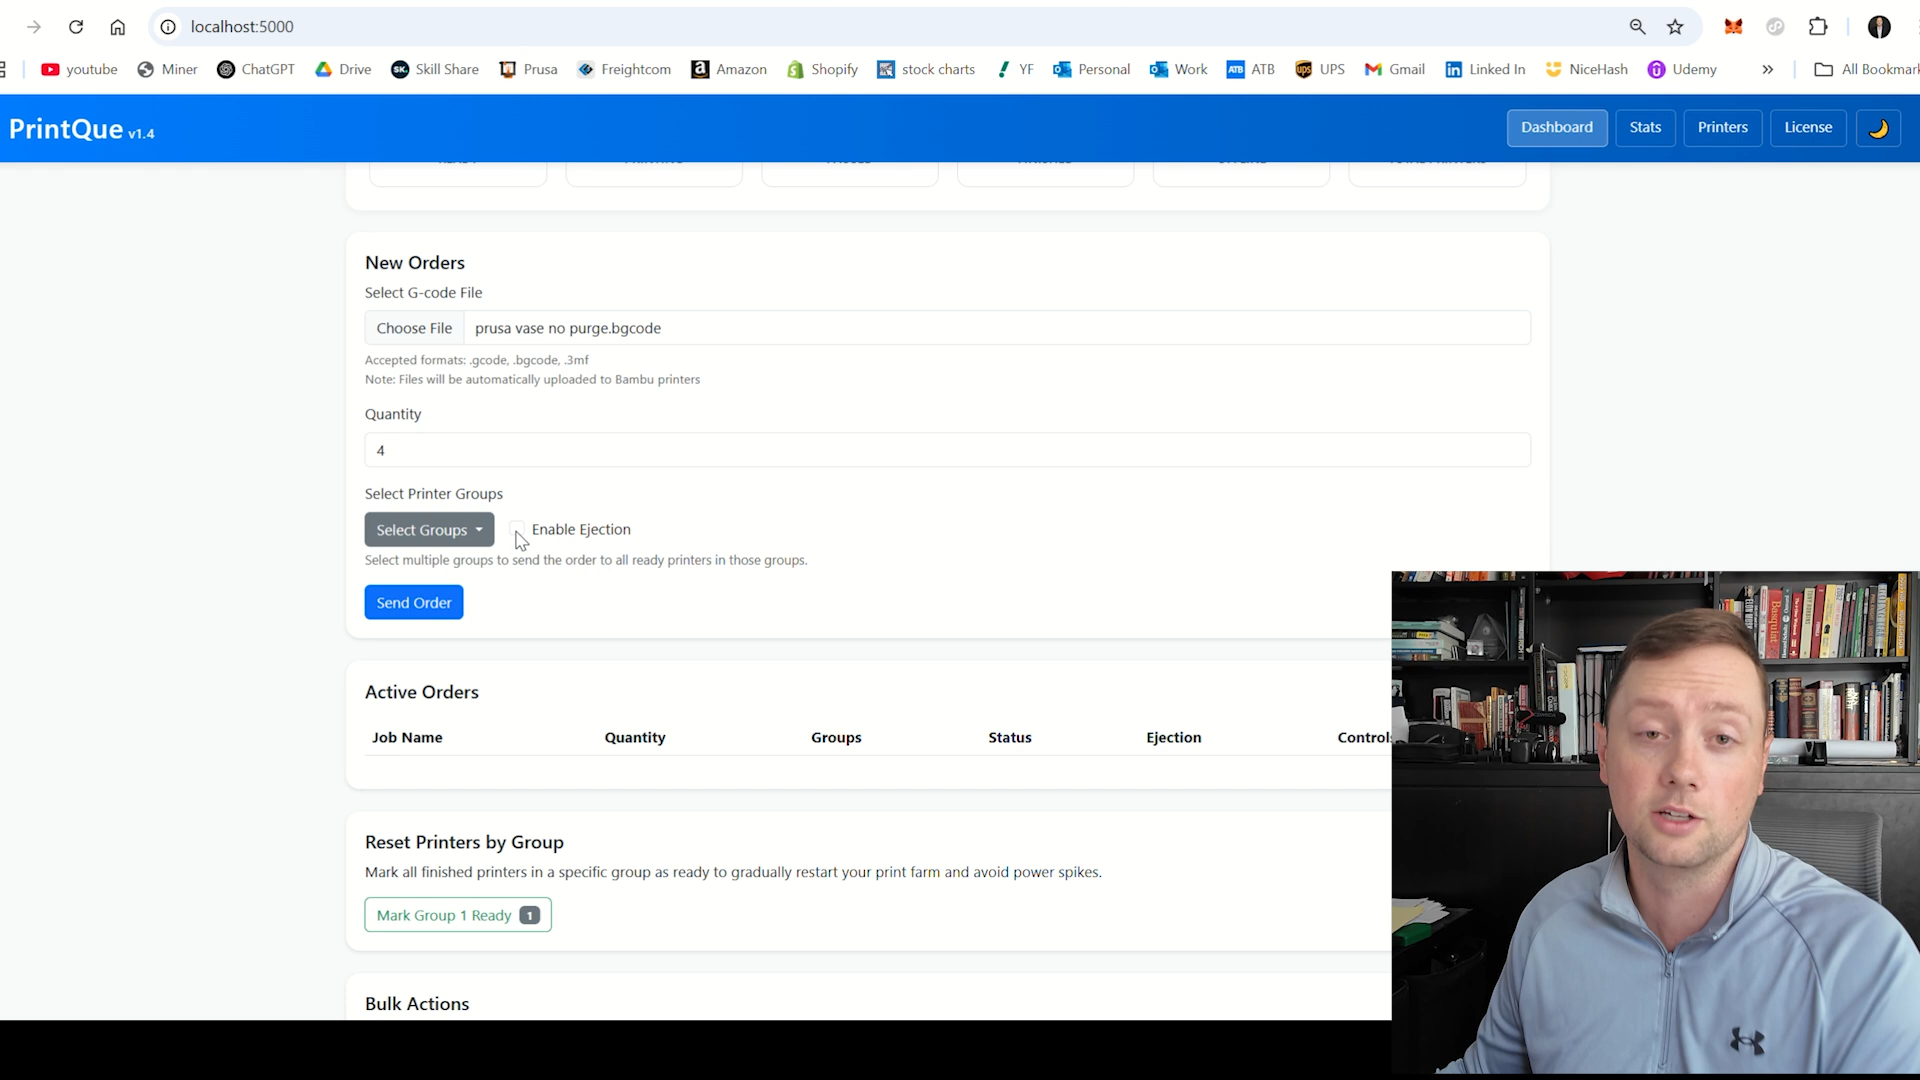 localhost:5000
youtube Miner ChatGPT Drive Skill Share Prusa Freightcom Amazon Shopify stock charts YF Personal Work ATB UPS Gmail Linked In NiceHash Udemy » All Bookmark
PrintQue v1.4
Dashboard Stats Printers License
New Orders
Select G-code File
Choose File prusa vase no purge.bgcode
Accepted formats: .gcode, .bgcode, .3mf
Note: Files will be automatically uploaded to Bambu printers
Quantity
4
Select Printer Groups
Select Groups Enable Ejection
Select multiple groups to send the order to all ready printers in those groups.
Send Order
Active Orders
Job Name Quantity Groups Status Ejection Controls
Reset Printers by Group
Mark all finished printers in a specific group as ready to gradually restart your print farm and avoid power spikes.
Mark Group 1 Ready 1
Bulk Actions